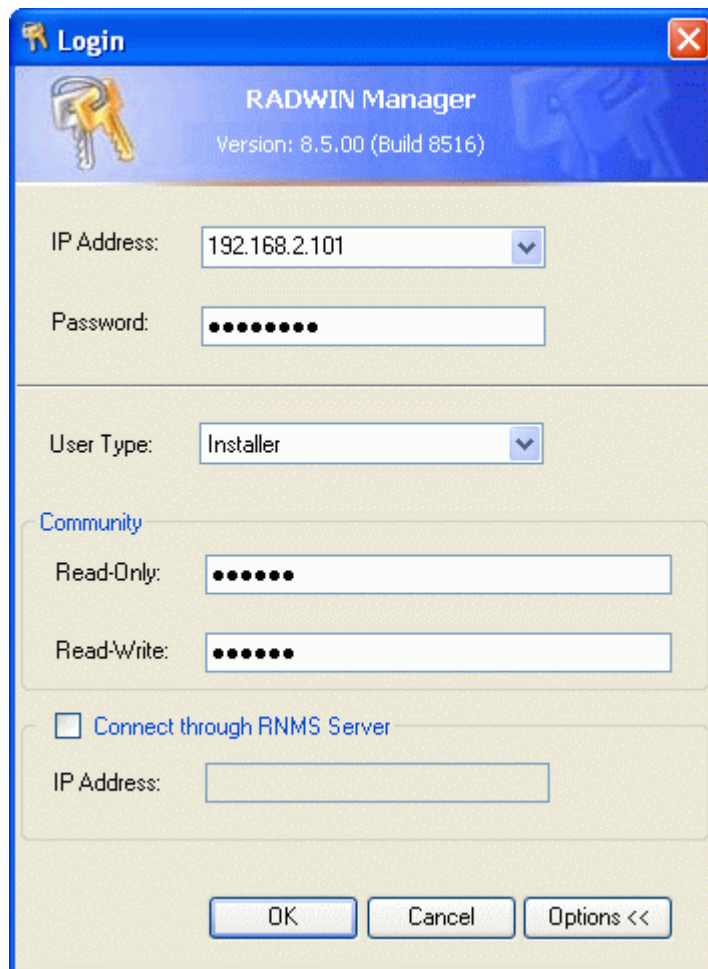 Login
RADWIN Manager
Version: 8.5.00 (Build 8516)
IP Address: 192.168.2.101
Password: ●●●●●●●●
User Type: Installer
Community
Read-Only: ●●●●●●
Read-Write: ●●●●●●
Connect through RNMS Server
IP Address:
OK Cancel Options <<